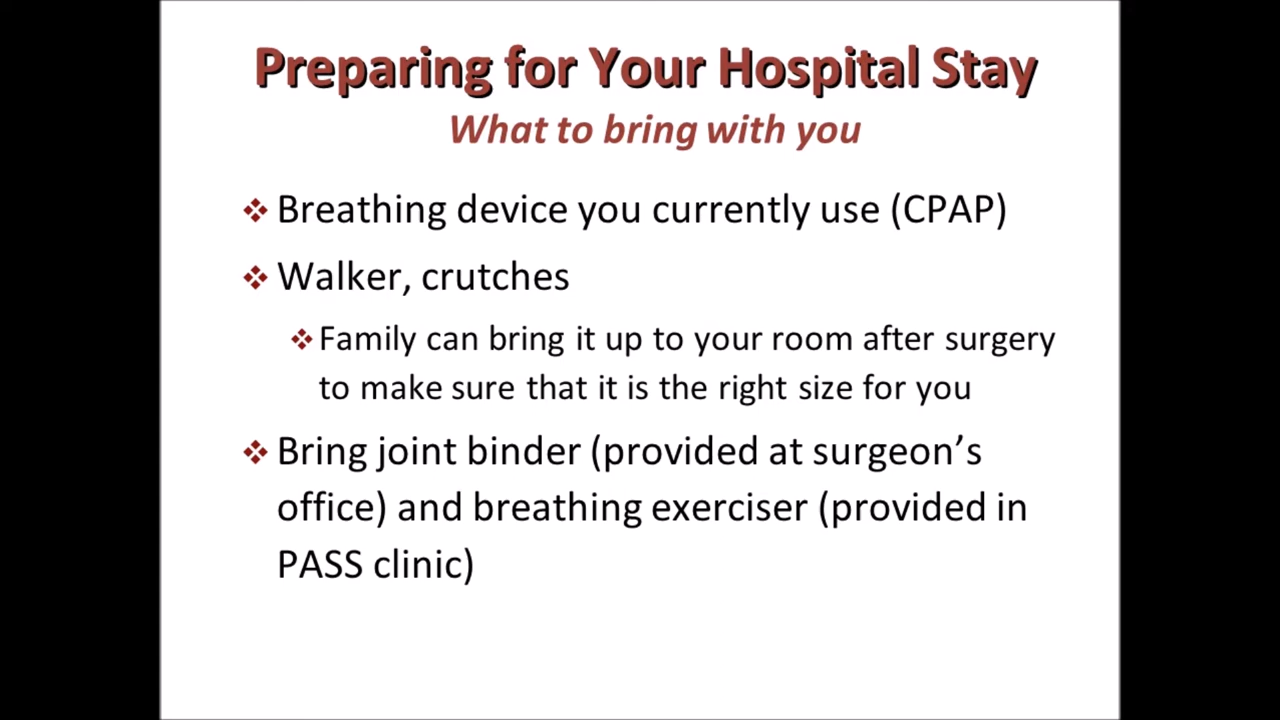 Preparing for Your Hospital Stay
What to bring with you
Breathing device you currently use (CPAP)
Walker, crutches
Family can bring it up to your room after surgery
to make sure that it is the right size for you
Bring joint binder (provided at surgeon’s
office) and breathing exerciser (provided in
PASS clinic)